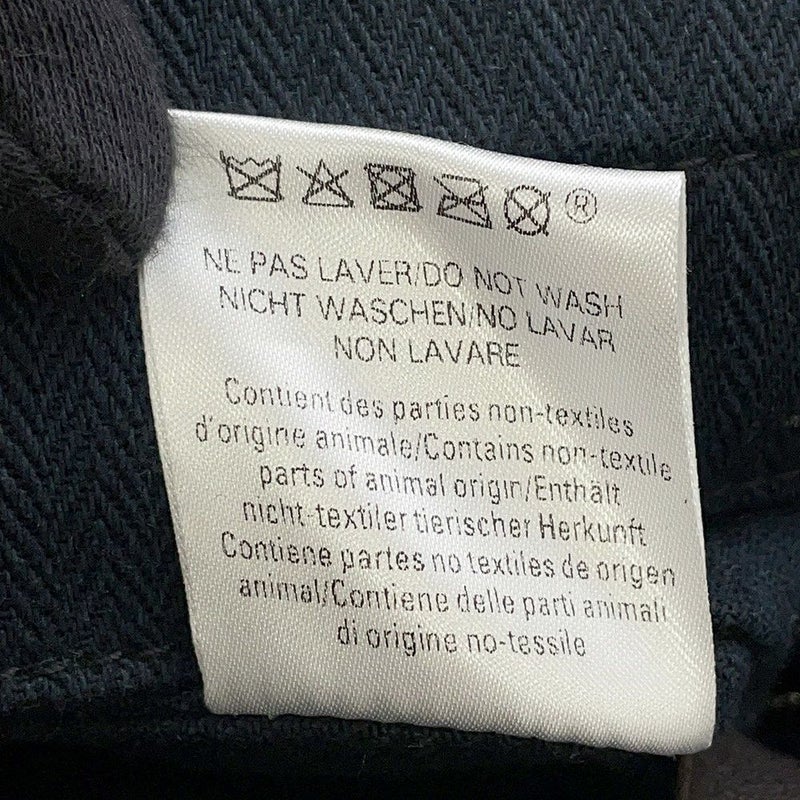 ®
NE PAS LAVER/DO NOT WASH
NICHT WASCHEN/NO LAVAR
NON LAVARE
Contient des parties non-textiles
d'origine animale/Contains non-textile
parts of animal origin/Enthält
nicht-textiler tierischer Herkunft
Contiene partes no textiles de origen
animal/Contiene delle parti animali
di origine no-tessile